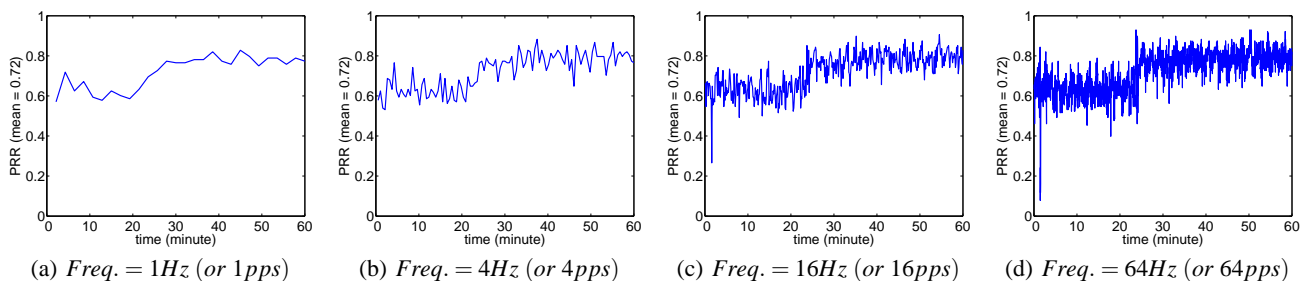 1
0.8
0.6
0.4
0.2
0
PRR (mean = 0.72)
0 10 20 30 40 50 60
time (minute)
(a) Freq. = 1Hz (or 1pps)
1
0.8
0.6
0.4
0.2
0
PRR (mean = 0.72)
0 10 20 30 40 50 60
time (minute)
(b) Freq. = 4Hz (or 4pps)
1
0.8
0.6
0.4
0.2
0
PRR (mean = 0.72)
0 10 20 30 40 50 60
time (minute)
(c) Freq. = 16Hz (or 16pps)
1
0.8
0.6
0.4
0.2
0
PRR (mean = 0.72)
0 10 20 30 40 50 60
time (minute)
(d) Freq. = 64Hz (or 64pps)